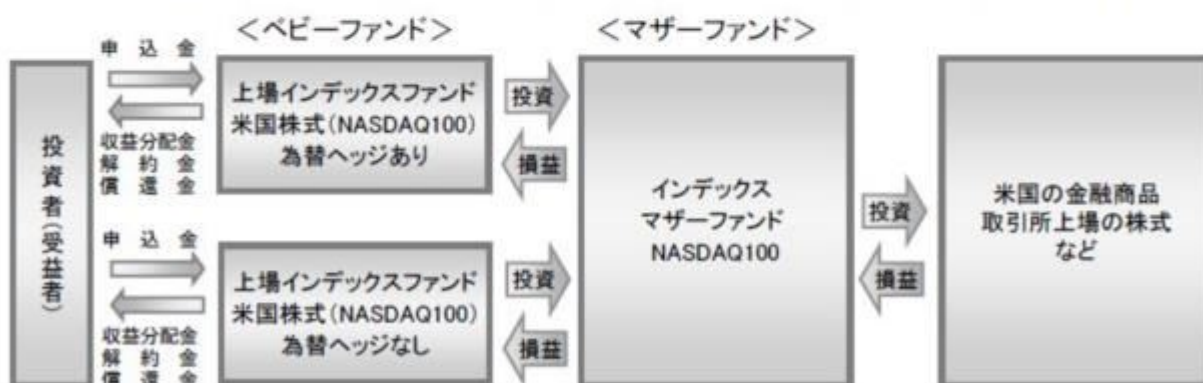 ＜ベビーファンド＞
＜マザーファンド＞
投資者(受益者)
申込金
収益分配金
解約金
償還金
上場インデックスファンド
米国株式(NASDAQ100)
為替ヘッジあり
投資
損益
申込金
収益分配金
解約金
償還金
上場インデックスファンド
米国株式(NASDAQ100)
為替ヘッジなし
投資
損益
インデックス
マザーファンド
NASDAQ100
投資
損益
米国の金融商品
取引所上場の株式
など